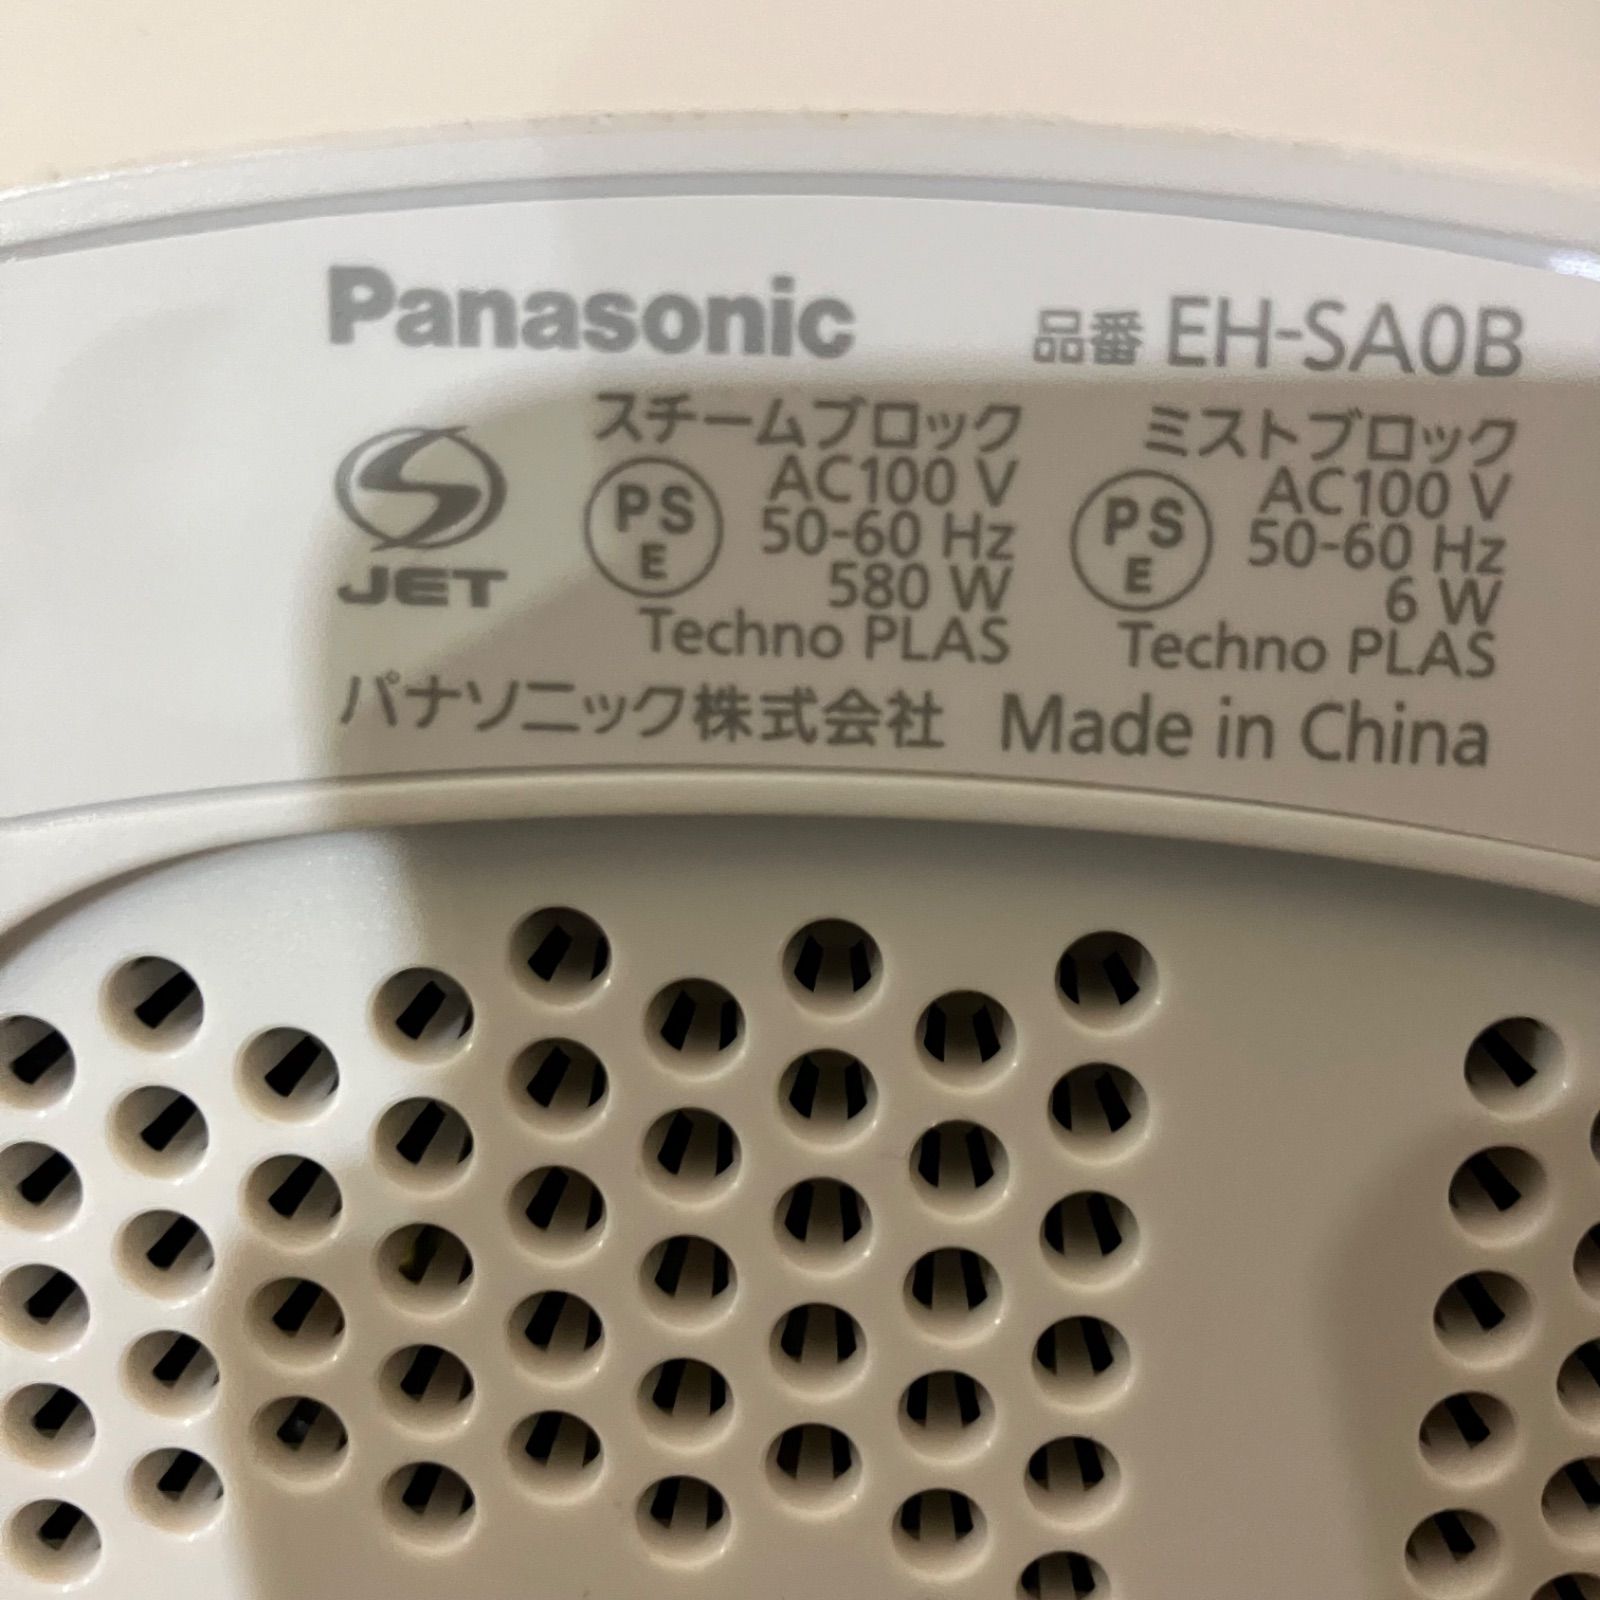 Panasonic 品番 EH-SA0B
スチームブロック ミストブロック
PS E AC100 V PS E AC100 V
50-60 Hz 50-60 Hz
580 W 6 W
JET Techno PLAS Techno PLAS
パナソニック株式会社 Made in China